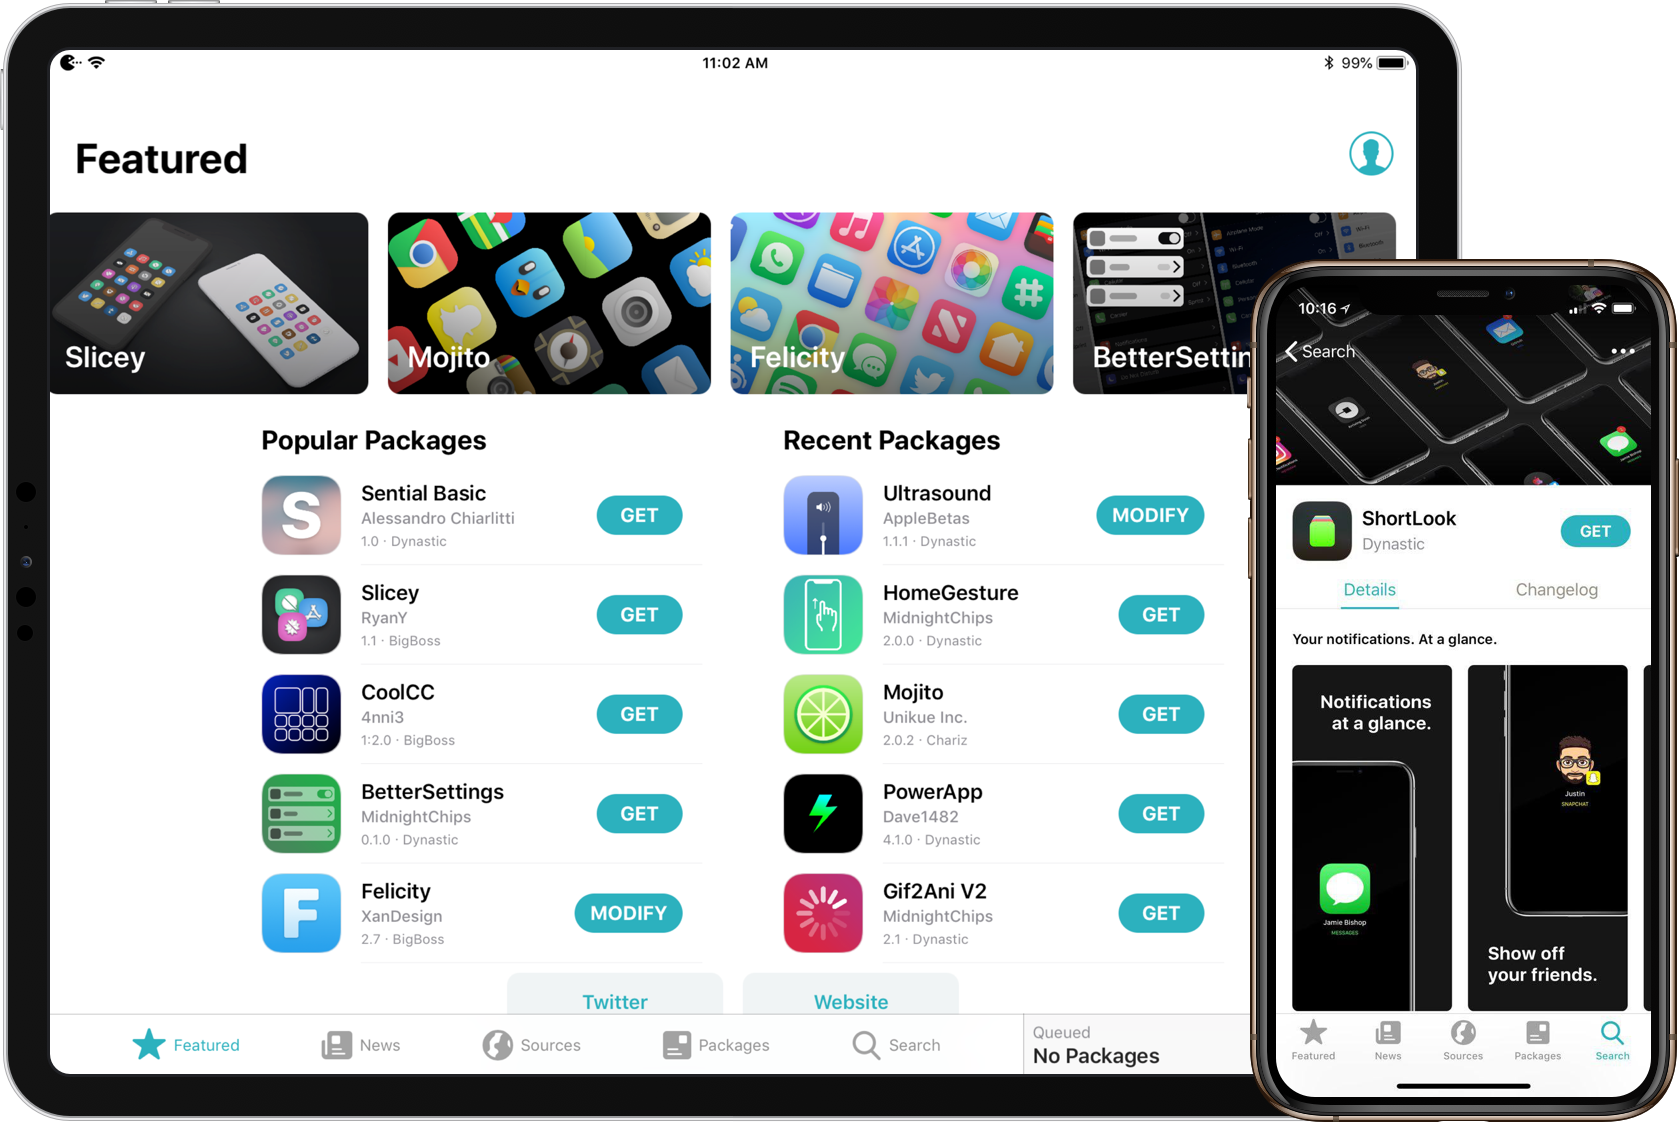 11:02 AM
99%
Featured
Slicey
Mojito
Felicity
BetterSettin
Popular Packages
Sential Basic
Alessandro Chiarlitti
1.0 · Dynastic
GET
Slicey
RyanY
1.1 · BigBoss
GET
CoolCC
4nni3
1:2.0 · BigBoss
GET
BetterSettings
MidnightChips
0.1.0 · Dynastic
GET
Felicity
XanDesign
2.7 · BigBoss
MODIFY
Recent Packages
Ultrasound
AppleBetas
1.1.1 · Dynastic
MODIFY
HomeGesture
MidnightChips
2.0.0 · Dynastic
GET
Mojito
Unikue Inc.
2.0.2 · Chariz
GET
PowerApp
Dave1482
4.1.0 · Dynastic
GET
Gif2Ani V2
MidnightChips
2.1 · Dynastic
GET
Twitter
Website
Featured
News
Sources
Packages
Search
Queued
No Packages
10:16
Search
ShortLook
Dynastic
GET
Details
Changelog
Your notifications. At a glance.
Notifications
at a glance.
Jamie Bishop
MESSAGES
Justin
SNAPCHAT
Show off
your friends.
Featured
News
Sources
Packages
Search